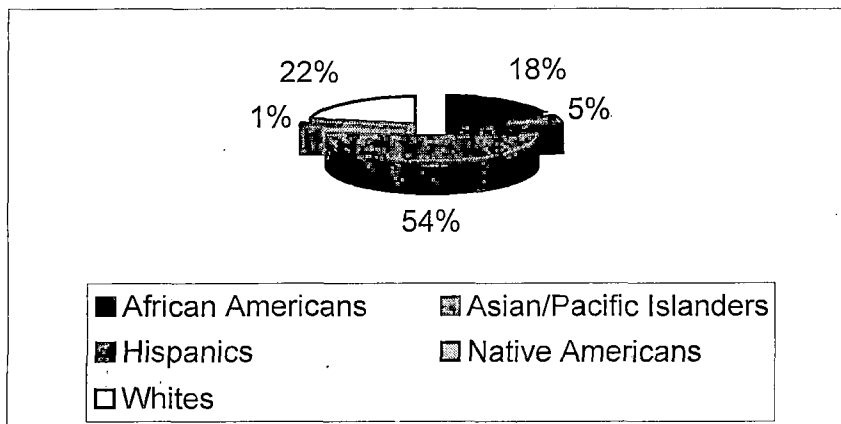 22% 18%
1% 5%
54%
African Americans Asian/Pacific Islanders
Hispanics Native Americans
Whites